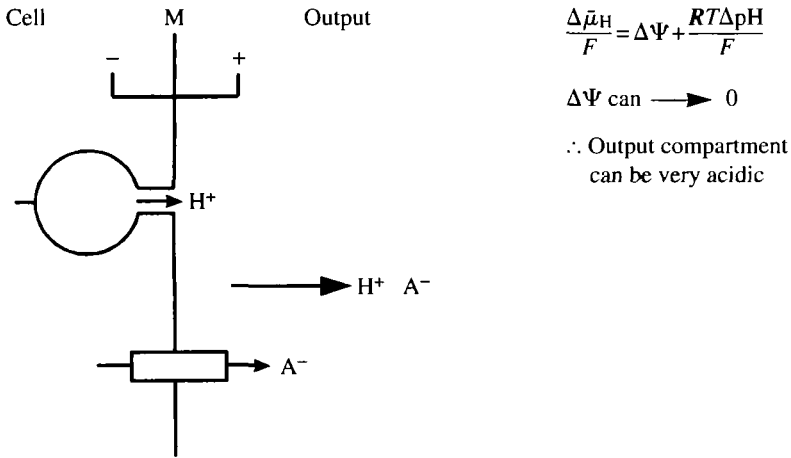 Cell M Output
− +
H⁺
H⁺ A⁻
A⁻
Δμ̄H/F = ΔΨ + RTΔpH/F
ΔΨ can ⟶ 0
∴ Output compartment
can be very acidic